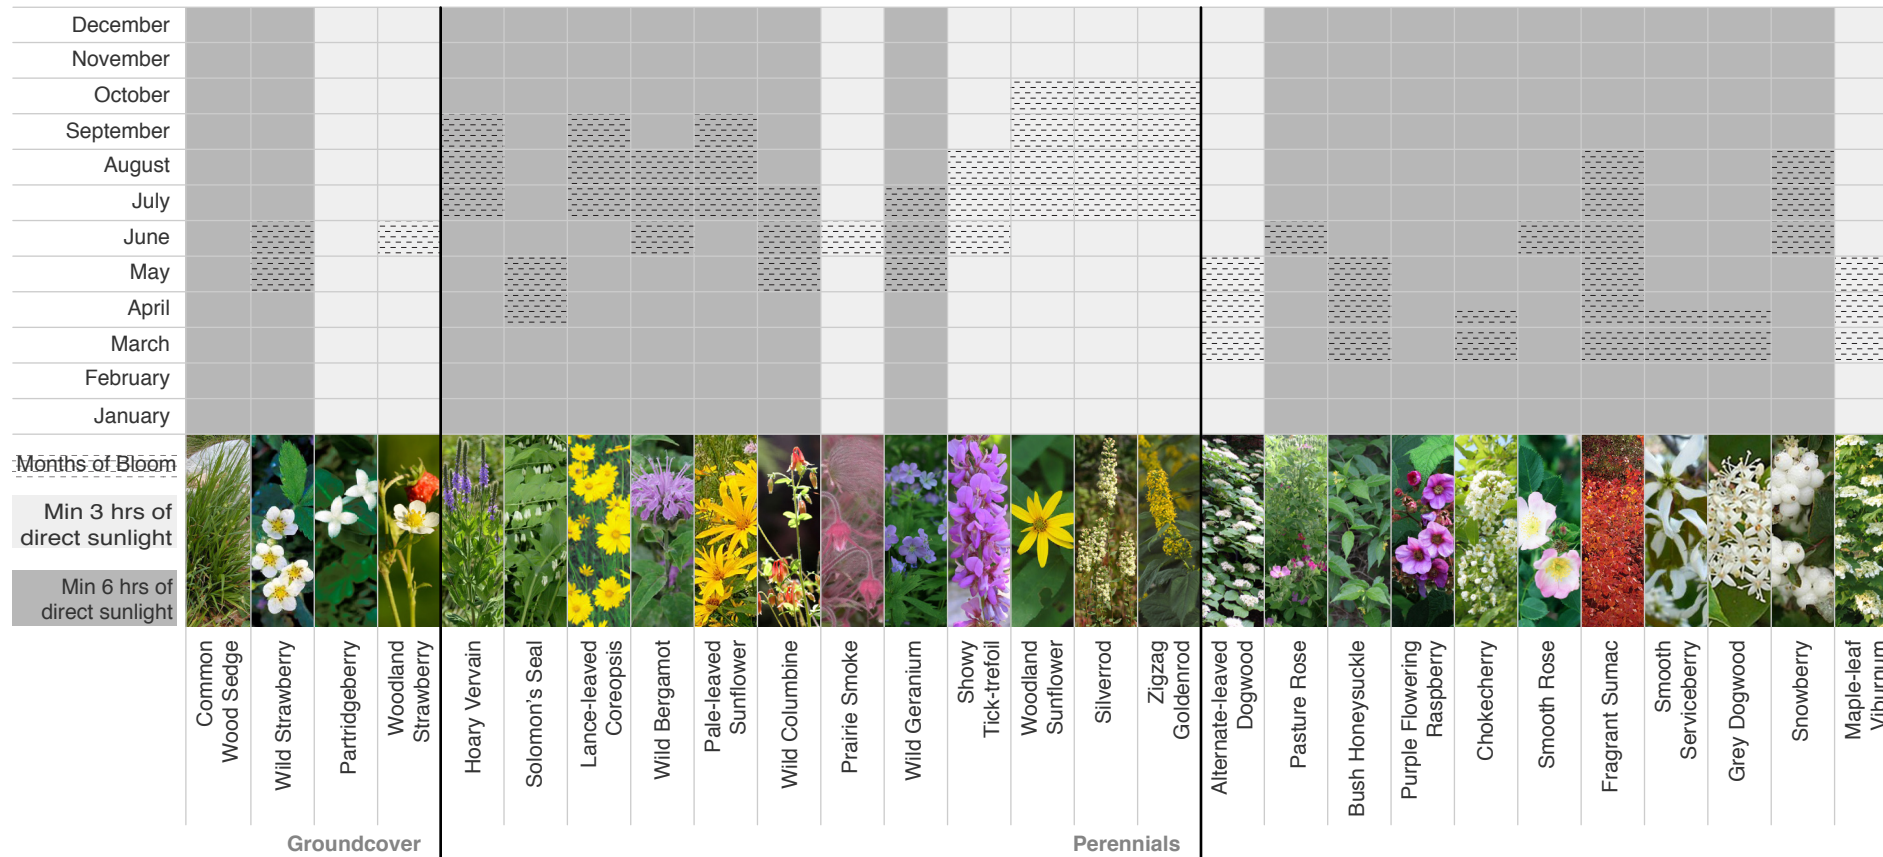 December
November
October
September
August
July
June
May
April
March
February
January
Months of Bloom
Min 3 hrs of
direct sunlight
Min 6 hrs of
direct sunlight
Common
Wood Sedge
Wild Strawberry
Partridgeberry
Woodland
Strawberry
Hoary Vervain
Solomon's Seal
Lance-leaved
Coreopsis
Wild Bergamot
Pale-leaved
Sunflower
Wild Columbine
Prairie Smoke
Wild Geranium
Showy
Tick-trefoil
Woodland
Sunflower
Silverrod
Zigzag
Goldenrod
Alternate-leaved
Dogwood
Pasture Rose
Bush Honeysuckle
Purple Flowering
Raspberry
Chokecherry
Smooth Rose
Fragrant Sumac
Smooth
Serviceberry
Grey Dogwood
Snowberry
Maple-leaf
Viburnum
Groundcover
Perennials